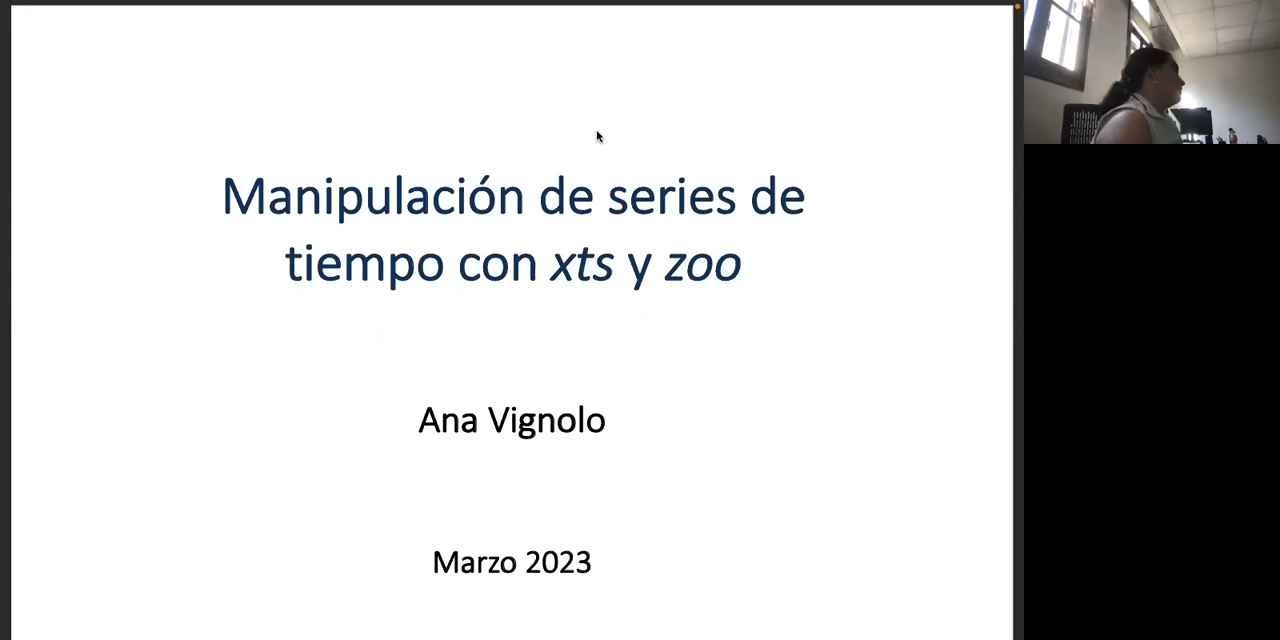 Manipulación de series de
tiempo con xts y zoo
Ana Vignolo
Marzo 2023